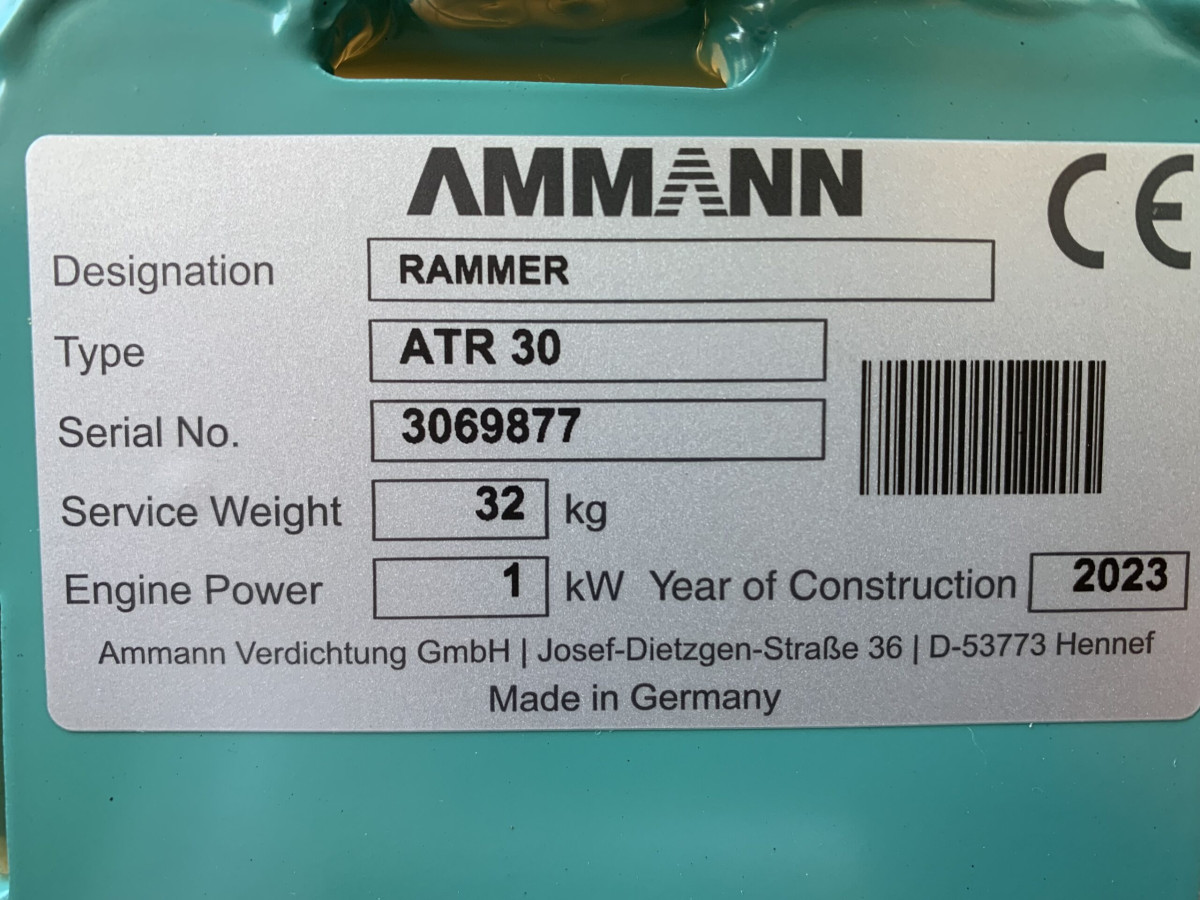 AMMANN CE
Designation RAMMER
Type ATR 30
Serial No. 3069877
Service Weight 32 kg
Engine Power 1 kW Year of Construction 2023
Ammann Verdichtung GmbH | Josef-Dietzgen-Straße 36 | D-53773 Hennef
Made in Germany